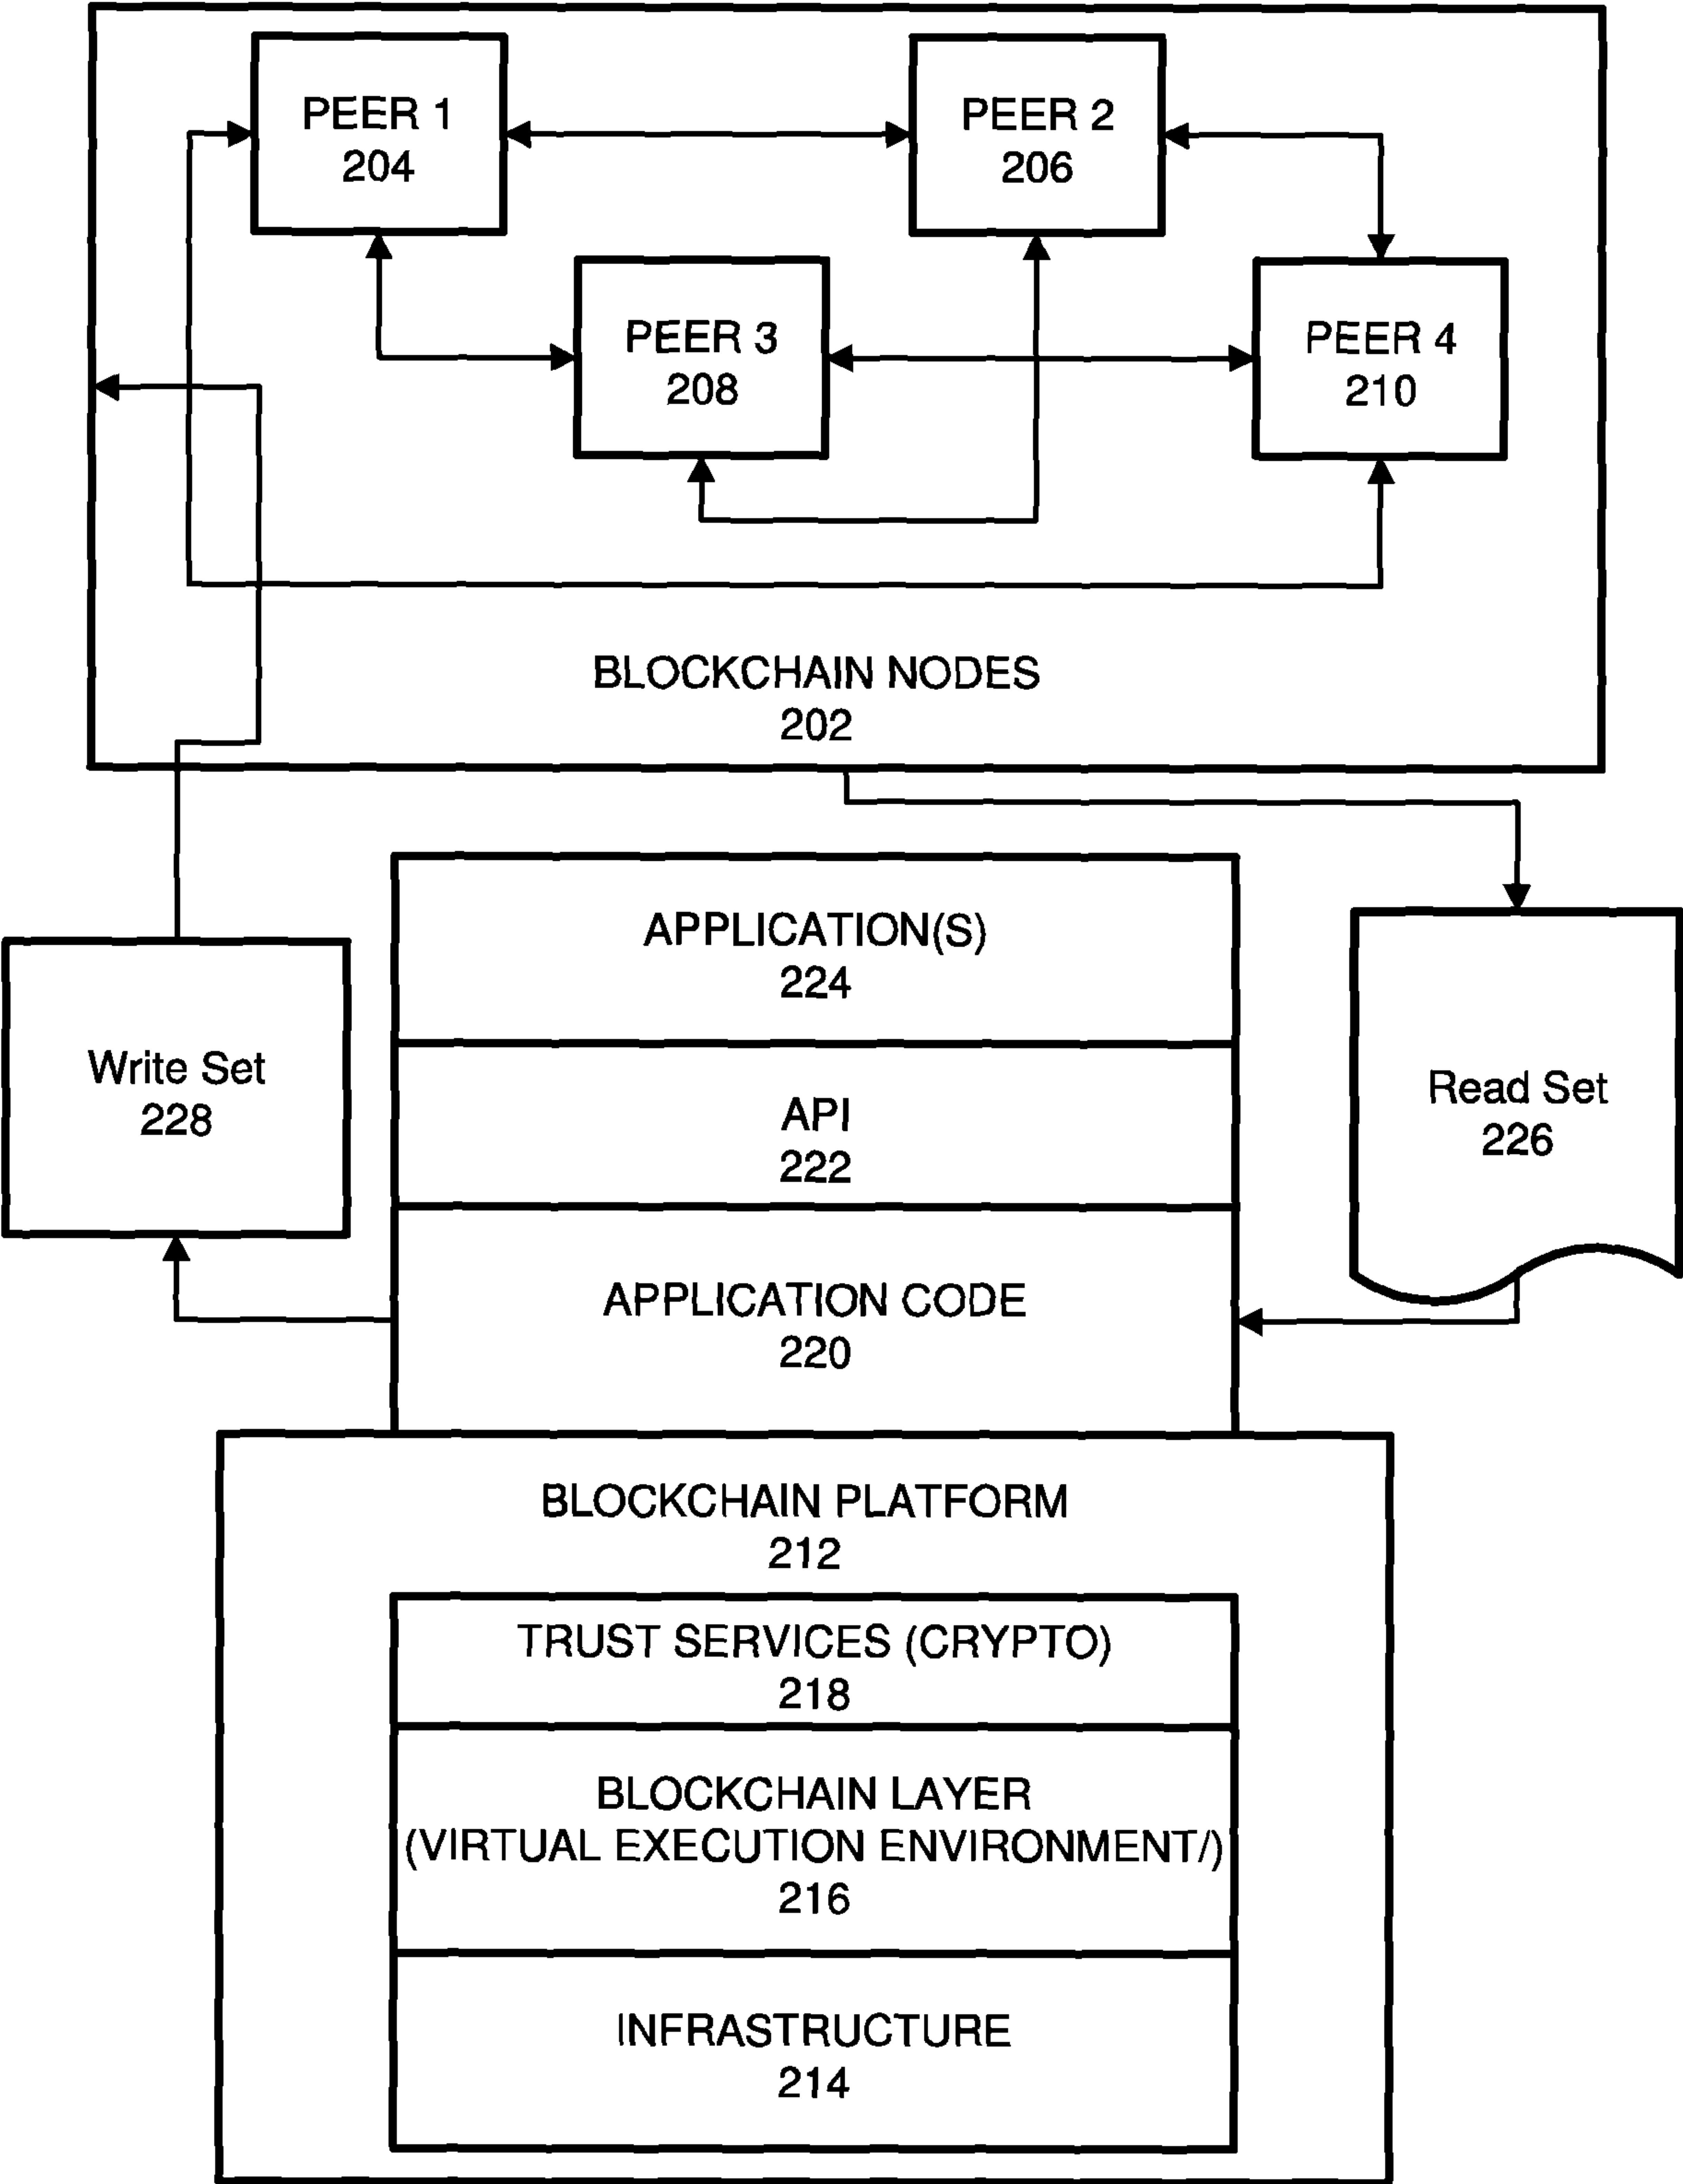 PEER 1
204
PEER 2
206
PEER 3
208
PEER 4
210
BLOCKCHAIN NODES
202
APPLICATION(S)
224
Write Set
228
API
222
Read Set
226
APPLICATION CODE
220
BLOCKCHAIN PLATFORM
212
TRUST SERVICES (CRYPTO)
218
BLOCKCHAIN LAYER
(VIRTUAL EXECUTION ENVIRONMENT/)
216
INFRASTRUCTURE
214